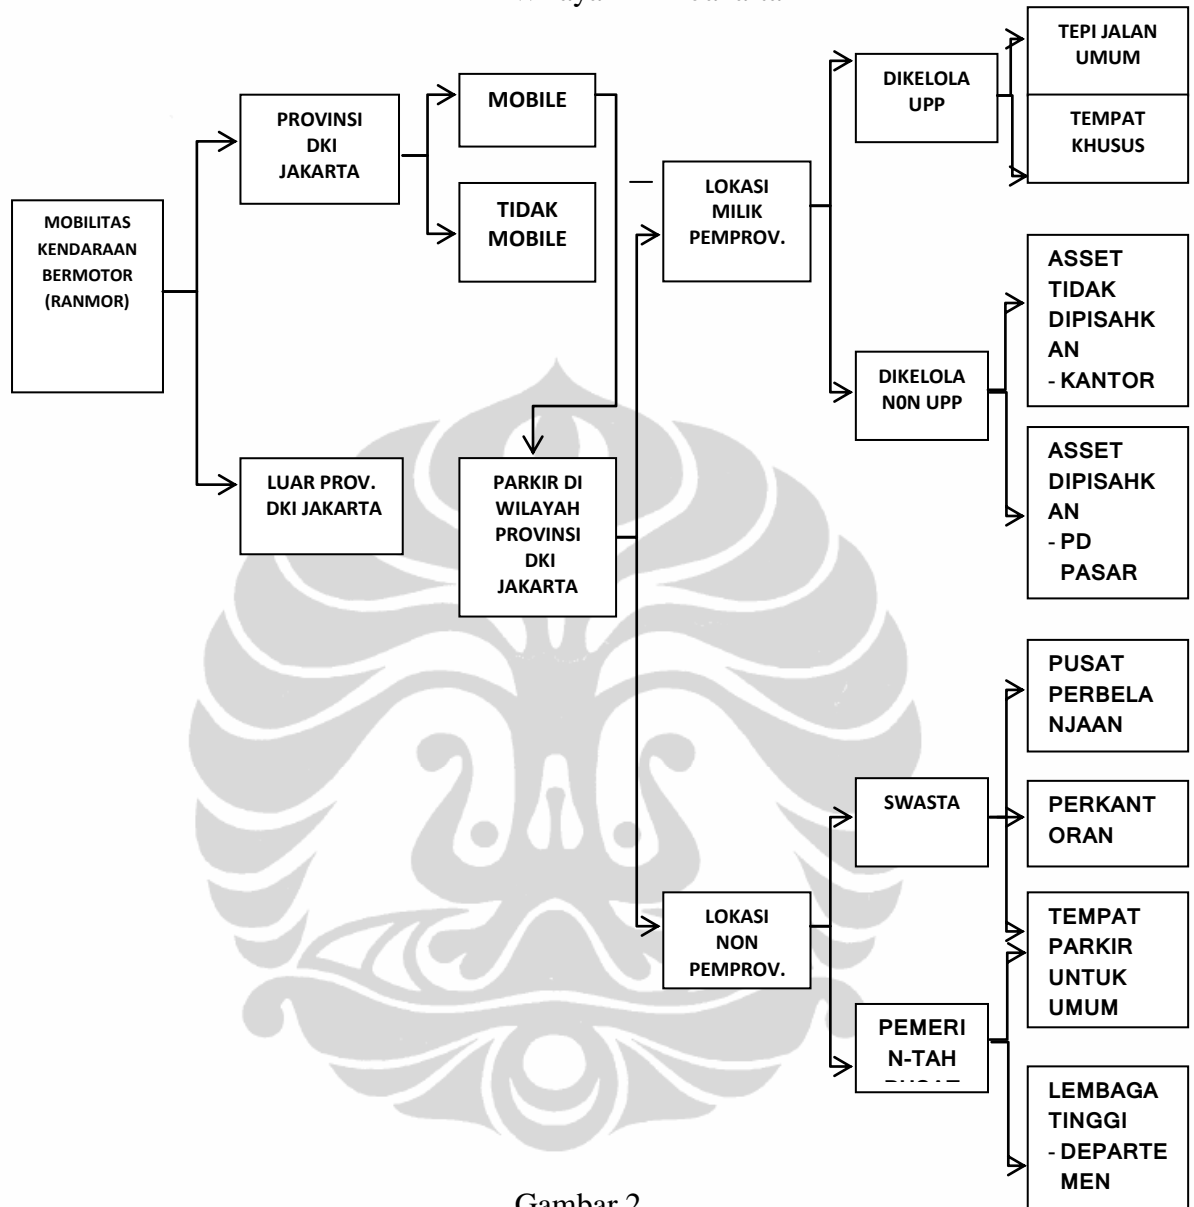 MOBILITAS
KENDARAAN
BERMOTOR
(RANMOR)
PROVINSI
DKI
JAKARTA
LUAR PROV.
DKI JAKARTA
MOBILE
TIDAK
MOBILE
PARKIR DI
WILAYAH
PROVINSI
DKI
JAKARTA
LOKASI
MILIK
PEMPROV.
LOKASI
NON
PEMPROV.
DIKELOLA
UPP
DIKELOLA
N0N UPP
SWASTA
PEMERI
N-TAH
TEPI JALAN
UMUM
TEMPAT
KHUSUS
ASSET
TIDAK
DIPISAHK
AN
- KANTOR
ASSET
DIPISAHK
AN
- PD
PASAR
PUSAT
PERBELA
NJAAN
PERKANT
ORAN
TEMPAT
PARKIR
UNTUK
UMUM
LEMBAGA
TINGGI
- DEPARTE
MEN
Gambar 2